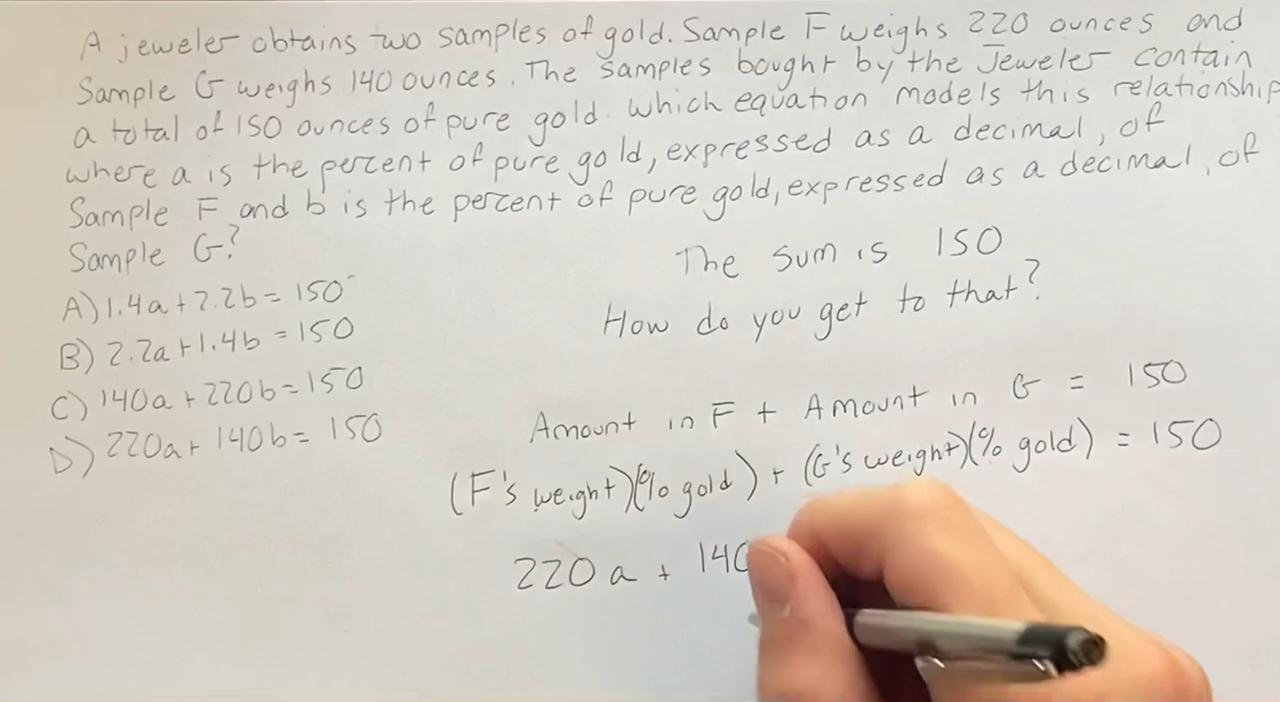 A jeweler obtains two samples of gold. Sample F weighs 220 ounces and
Sample G weighs 140 ounces. The samples bought by the Jeweler contain
a total of 150 ounces of pure gold. which equation models this relationship
where a is the percent of pure gold, expressed as a decimal, of
Sample F and b is the percent of pure gold, expressed as a decimal, of
Sample G?
A) 1.4a + 2.2b = 150
B) 2.2a + 1.4b = 150
C) 140a + 220b = 150
D) 220a + 140b = 150
The sum is 150
How do you get to that?
Amount in F + Amount in G = 150
(F's weight)(% gold) + (G's weight)(% gold) = 150
220a + 140